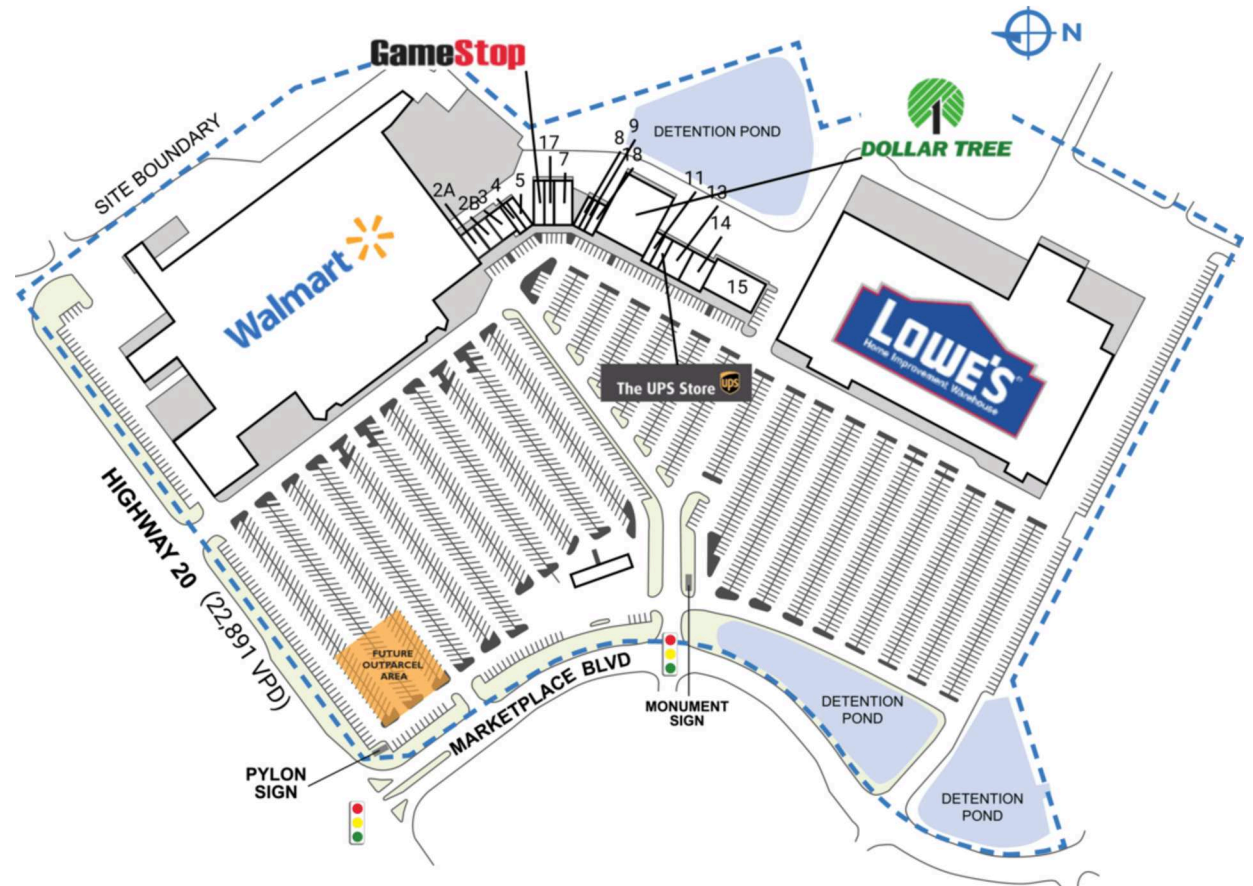 GameStop
N
SITE BOUNDARY
DETENTION POND
DOLLAR TREE
2A
2B
3
4
5
17
7
8
9
18
11
13
14
15
Walmart
LOWE'S
Home Improvement Warehouse
The UPS Store ups
HIGHWAY 20 (22,891 VPD)
FUTURE
OUTPARCEL
AREA
MARKETPLACE BLVD
MONUMENT
SIGN
PYLON
SIGN
DETENTION
POND
DETENTION
POND